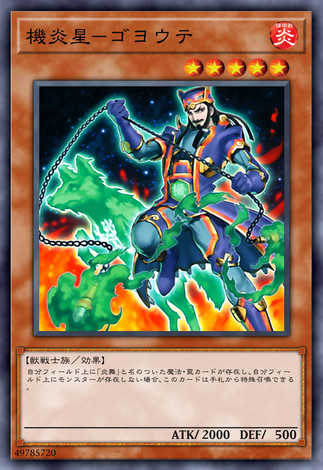 機炎星－ゴヨウテ
ほのお
炎
【獣戦士族／効果】
自分フィールド上に「炎舞」と名のついた魔法・罠カードが存在し、自分フィ
ールド上にモンスターが存在しない場合、このカードは手札から特殊召喚できる
。
ATK/ 2000 DEF/ 500
49785720